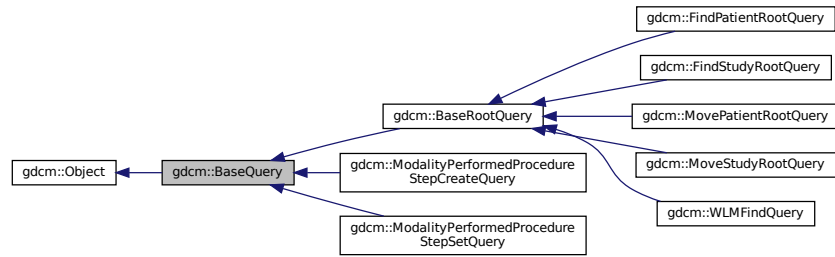 gdcm::FindPatientRootQuery
gdcm::FindStudyRootQuery
gdcm::BaseRootQuery
gdcm::MovePatientRootQuery
gdcm::MoveStudyRootQuery
gdcm::Object
gdcm::BaseQuery
gdcm::ModalityPerformedProcedure
StepCreateQuery
gdcm::WLMFindQuery
gdcm::ModalityPerformedProcedure
StepSetQuery